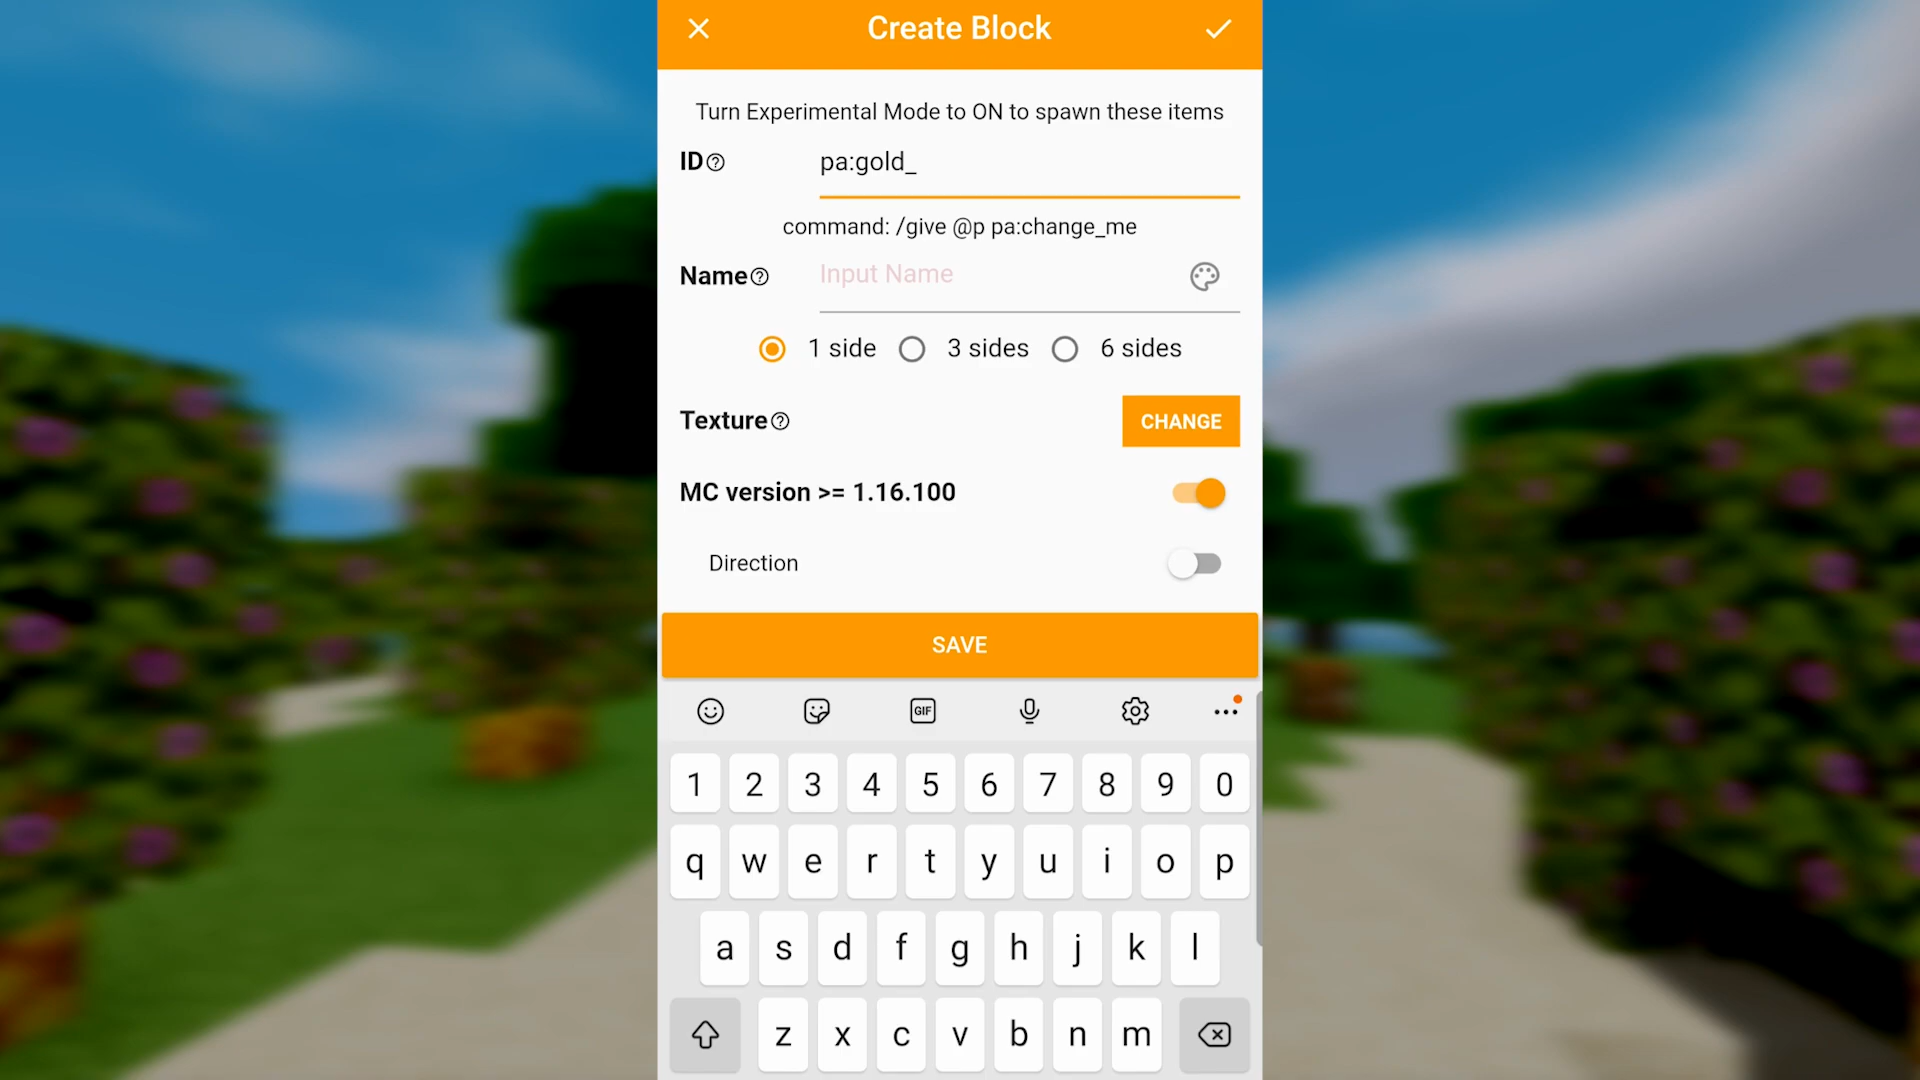 Create Block
Turn Experimental Mode to ON to spawn these items
ID
pa:gold_
command: /give @p pa:change_me
Name
Input Name
1 side
3 sides
6 sides
Texture
CHANGE
MC version >= 1.16.100
Direction
SAVE
GIF
1 2 3 4 5 6 7 8 9 0
q w e r t y u i o p
a s d f g h j k l
z x c v b n m